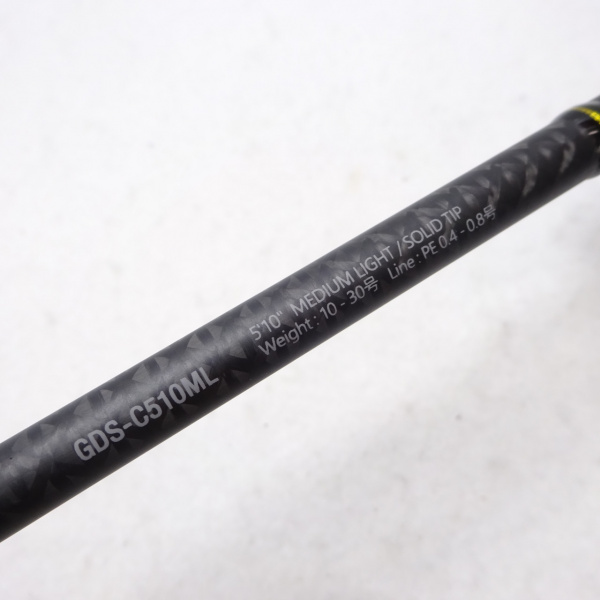 GDS-C510ML
5'10" MEDIUM LIGHT / SOLID TIP
Weight : 10 - 30号 Line : PE 0.4 - 0.8号